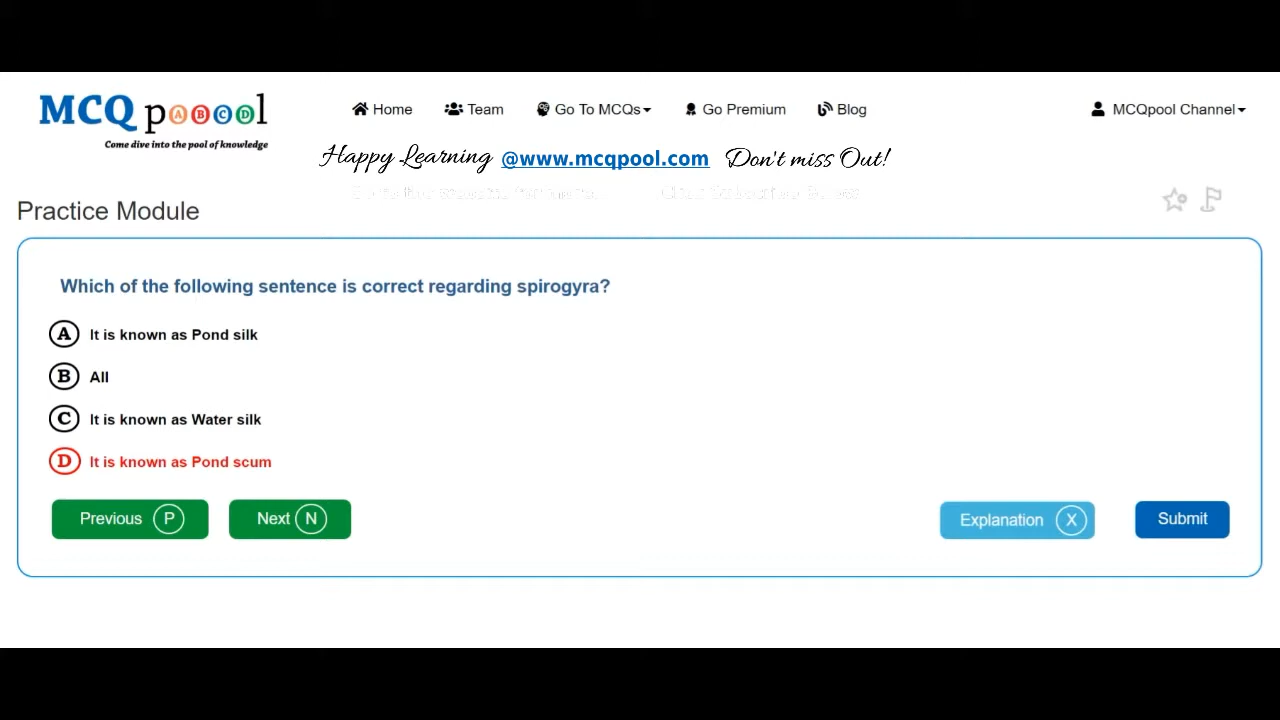 MCQ pooool
Come dive into the pool of knowledge
Home Team Go To MCQs Go Premium Blog MCQpool Channel
Happy Learning @www.mcqpool.com Don't miss Out!
Practice Module
Which of the following sentence is correct regarding spirogyra?
A It is known as Pond silk
B All
C It is known as Water silk
D It is known as Pond scum
Previous P Next N Explanation X Submit